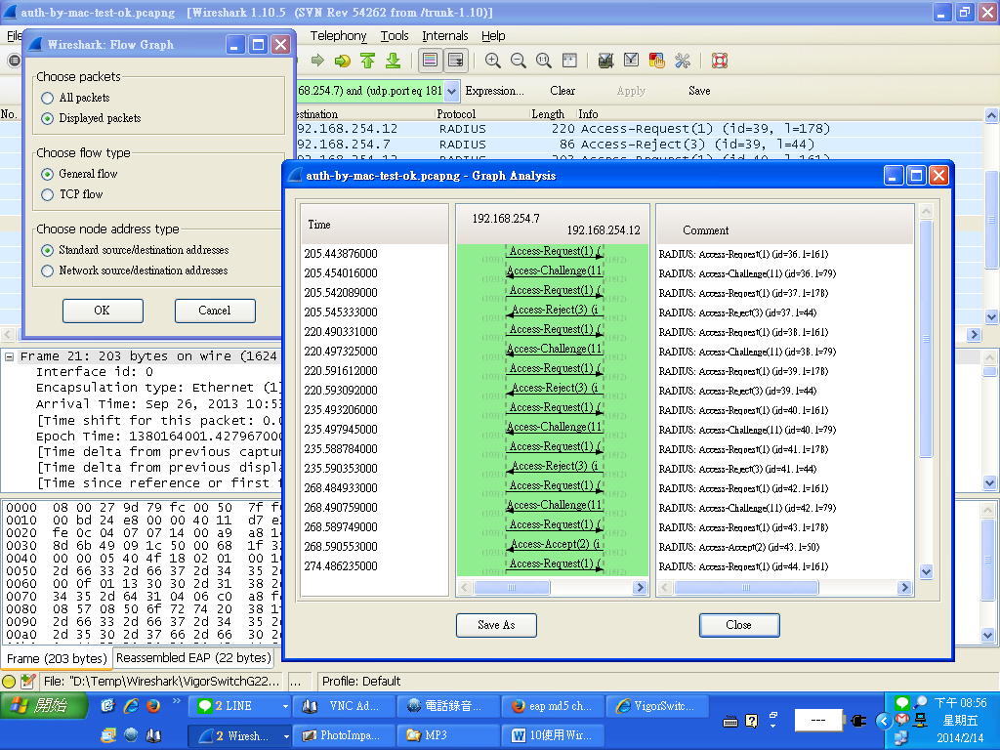 auth-by-mac-test-ok.pcapng [Wireshark 1.10.5 (SVN Rev 54262 from /trunk-1.10)]
Telephony Tools Internals Help
Wireshark: Flow Graph
Choose packets
All packets
Displayed packets
Choose flow type
General flow
TCP flow
Choose node address type
Standard source/destination addresses
Network source/destination addresses
OK Cancel
68.254.7) and (udp.port eq 181 Expression... Clear Apply Save
No. Protocol Length Info
92.168.254.12 RADIUS 220 Access-Request(1) (id=39, l=178)
92.168.254.7 RADIUS 86 Access-Reject(3) (id=39, l=44)
auth-by-mac-test-ok.pcapng - Graph Analysis
Time 192.168.254.7 192.168.254.12 Comment
205.443876000 Access-Request(1) ( RADIUS: Access-Request(1) (id=36, l=161)
205.454016000 Access-Challenge(11 RADIUS: Access-Challenge(11) (id=36, l=79)
205.542089000 Access-Request(1) ( RADIUS: Access-Request(1) (id=37, l=178)
205.545333000 Access-Reject(3) (i RADIUS: Access-Reject(3) (id=37, l=44)
220.490331000 Access-Request(1) ( RADIUS: Access-Request(1) (id=38, l=161)
220.497325000 Access-Challenge(11 RADIUS: Access-Challenge(11) (id=38, l=79)
220.591612000 Access-Request(1) ( RADIUS: Access-Request(1) (id=39, l=178)
220.593092000 Access-Reject(3) (i RADIUS: Access-Reject(3) (id=39, l=44)
235.493206000 Access-Request(1) ( RADIUS: Access-Request(1) (id=40, l=161)
235.497945000 Access-Challenge(11 RADIUS: Access-Challenge(11) (id=40, l=79)
235.588784000 Access-Request(1) ( RADIUS: Access-Request(1) (id=41, l=178)
235.590353000 Access-Reject(3) (i RADIUS: Access-Reject(3) (id=41, l=44)
268.484933000 Access-Request(1) ( RADIUS: Access-Request(1) (id=42, l=161)
268.490759000 Access-Challenge(11 RADIUS: Access-Challenge(11) (id=42, l=79)
268.589749000 Access-Request(1) ( RADIUS: Access-Request(1) (id=43, l=178)
268.590553000 Access-Accept(2) (i RADIUS: Access-Accept(2) (id=43, l=50)
274.486235000 Access-Request(1) ( RADIUS: Access-Request(1) (id=44, l=161)
Save As Close
Frame 21: 203 bytes on wire (1624
Interface id: 0
Encapsulation type: Ethernet (1)
Arrival Time: Sep 26, 2013 10:53
[Time shift for this packet: 0.0
Epoch Time: 1380164001.427967000
[Time delta from previous captur
[Time delta from previous displa
[Time since reference or first f
0000 08 00 27 9d 79 fc 00 50 7f f
0010 00 bd 24 e8 00 00 40 11 d7 e
0020 fe 0c 04 07 07 14 00 a9 a8 1
0030 8d 6b 49 09 1c 50 00 68 1f 3
0040 00 00 05 40 4f 18 02 01 00 1
0050 2d 66 33 2d 66 37 2d 34 35 2
0060 00 0f 01 13 30 30 2d 31 38 2
0070 34 35 2d 64 31 04 06 c0 a8 f
0080 08 57 08 50 6f 72 74 20 38 1
0090 2d 66 33 2d 66 37 2d 34 35 2
00a0 2d 35 30 2d 37 66 2d 66 30 2
Frame (203 bytes) Reassembled EAP (22 bytes)
File: "D:\Temp\Wireshark\VigorSwitchG22... ... Profile: Default
開始 2 LINE VNC Ad... 電話錄音... eap md5 ch... VigorSwitc... 下午 08:56
星期五
2 Wiresh... PhotoImpa... MP3 10使用Wir... --- 2014/2/14